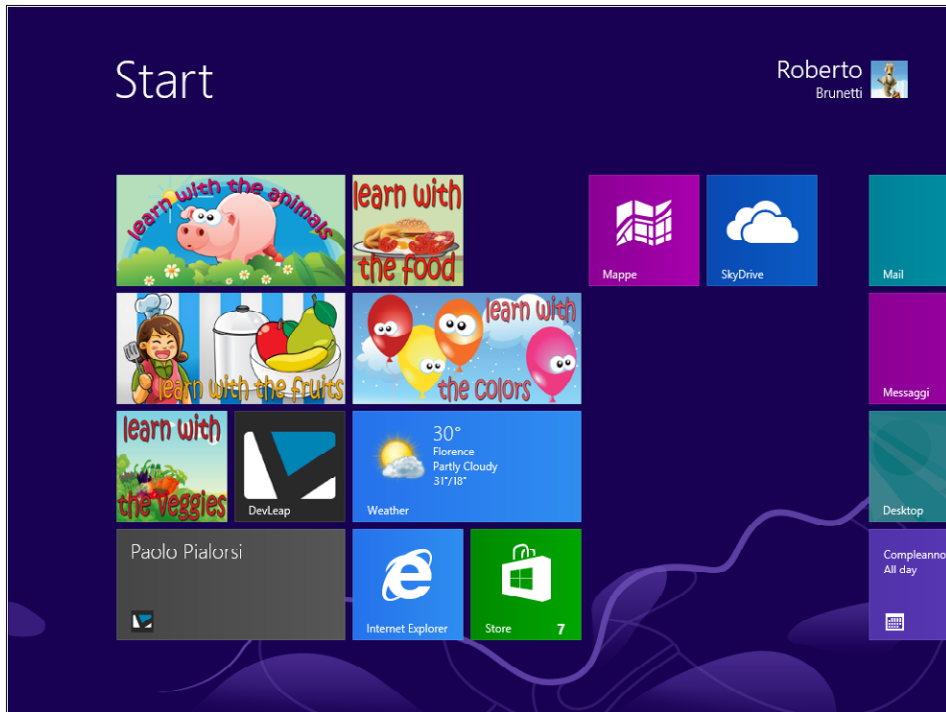 Start
Roberto
Brunetti
learn with the animals
learn with
the food
Mappe
SkyDrive
Mail
learn with the fruits
learn with
the colors
Messaggi
learn with
the veggies
DevLeap
30°
Florence
Partly Cloudy
31°/18°
Weather
Desktop
Paolo Pialorsi
Internet Explorer
Store
7
Compleanno
All day